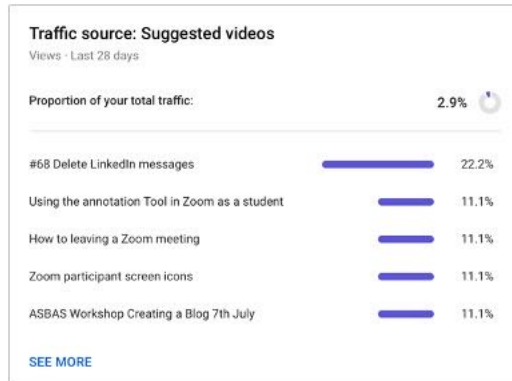 Traffic source: Suggested videos
Views · Last 28 days
Proportion of your total traffic: 2.9%
#68 Delete LinkedIn messages 22.2%
Using the annotation Tool in Zoom as a student 11.1%
How to leaving a Zoom meeting 11.1%
Zoom participant screen icons 11.1%
ASBAS Workshop Creating a Blog 7th July 11.1%
SEE MORE